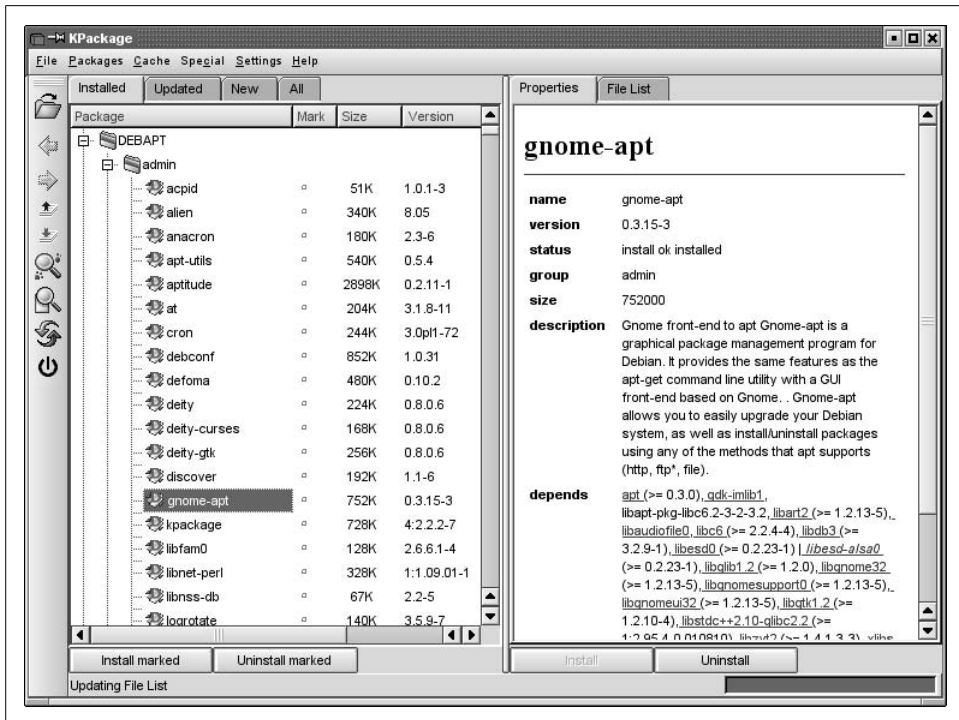 KPackage
File Packages Cache Special Settings Help
Installed Updated New All
Package Mark Size Version
DEBAPT
admin
acpid 51K 1.0.1-3
alien 340K 8.05
anacron 180K 2.3-6
apt-utils 540K 0.5.4
aptitude 2898K 0.2.11-1
at 204K 3.1.8-11
cron 244K 3.0pl1-72
debconf 852K 1.0.31
defoma 480K 0.10.2
deity 224K 0.8.0.6
deity-curses 168K 0.8.0.6
deity-gtk 256K 0.8.0.6
discover 192K 1.1-6
gnome-apt 752K 0.3.15-3
kpackage 728K 4:2.2.2-7
libfam0 128K 2.6.6.1-4
libnet-perl 328K 1:1.09.01-1
libnss-db 67K 2.2-5
logrotate 140K 3.5.9-7
Install marked Uninstall marked
Updating File List
Properties File List
gnome-apt
name gnome-apt
version 0.3.15-3
status install ok installed
group admin
size 752000
description Gnome front-end to apt Gnome-apt is a
graphical package management program for
Debian. It provides the same features as the
apt-get command line utility with a GUI
front-end based on Gnome. . Gnome-apt
allows you to easily upgrade your Debian
system, as well as install/uninstall packages
using any of the methods that apt supports
(http, ftp*, file).
depends apt (>= 0.3.0), gdk-imlib1,
libapt-pkg-libc6.2-3-2-3.2, libart2 (>= 1.2.13-5),
libaudiofile0, libc6 (>= 2.2.4-4), libdb3 (>=
3.2.9-1), libesd0 (>= 0.2.23-1) | libesd-alsa0
(>= 0.2.23-1), libglib1.2 (>= 1.2.0), libgnome32
(>= 1.2.13-5), libgnomesupport0 (>= 1.2.13-5),
libgnomeui32 (>= 1.2.13-5), libgtk1.2 (>=
1.2.10-4), libstdc++2.10-glibc2.2 (>=
1:2.95.4-0.010810), libzvt2 (>= 1.4.1.3-3), xlibs
Install Uninstall